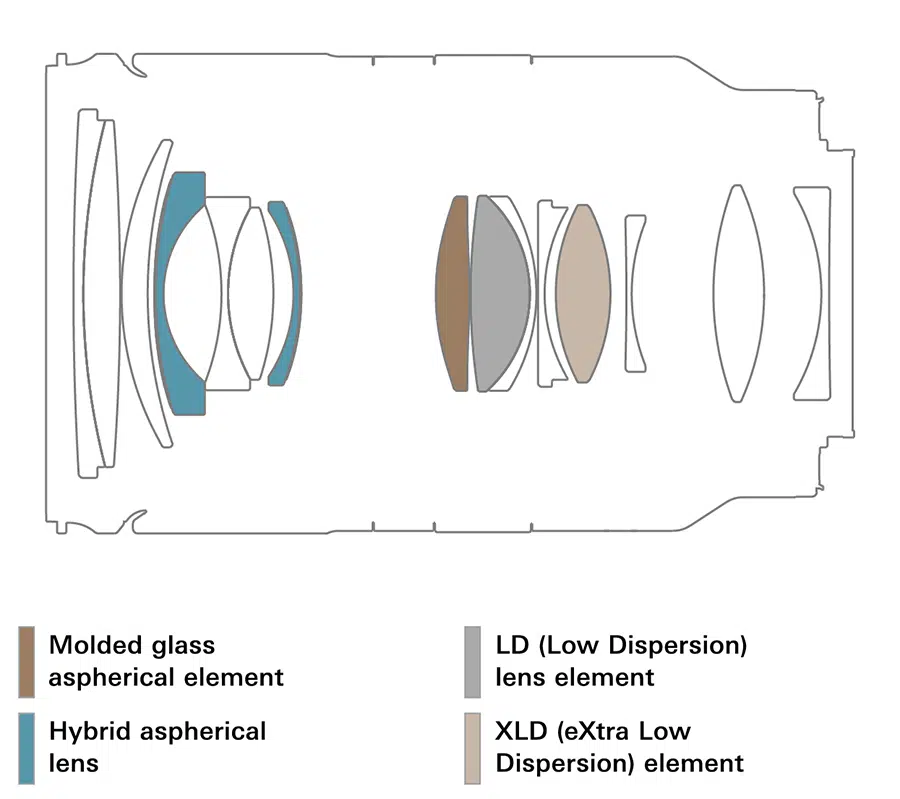 Molded glass
aspherical element
Hybrid aspherical
lens
LD (Low Dispersion)
lens element
XLD (eXtra Low
Dispersion) element